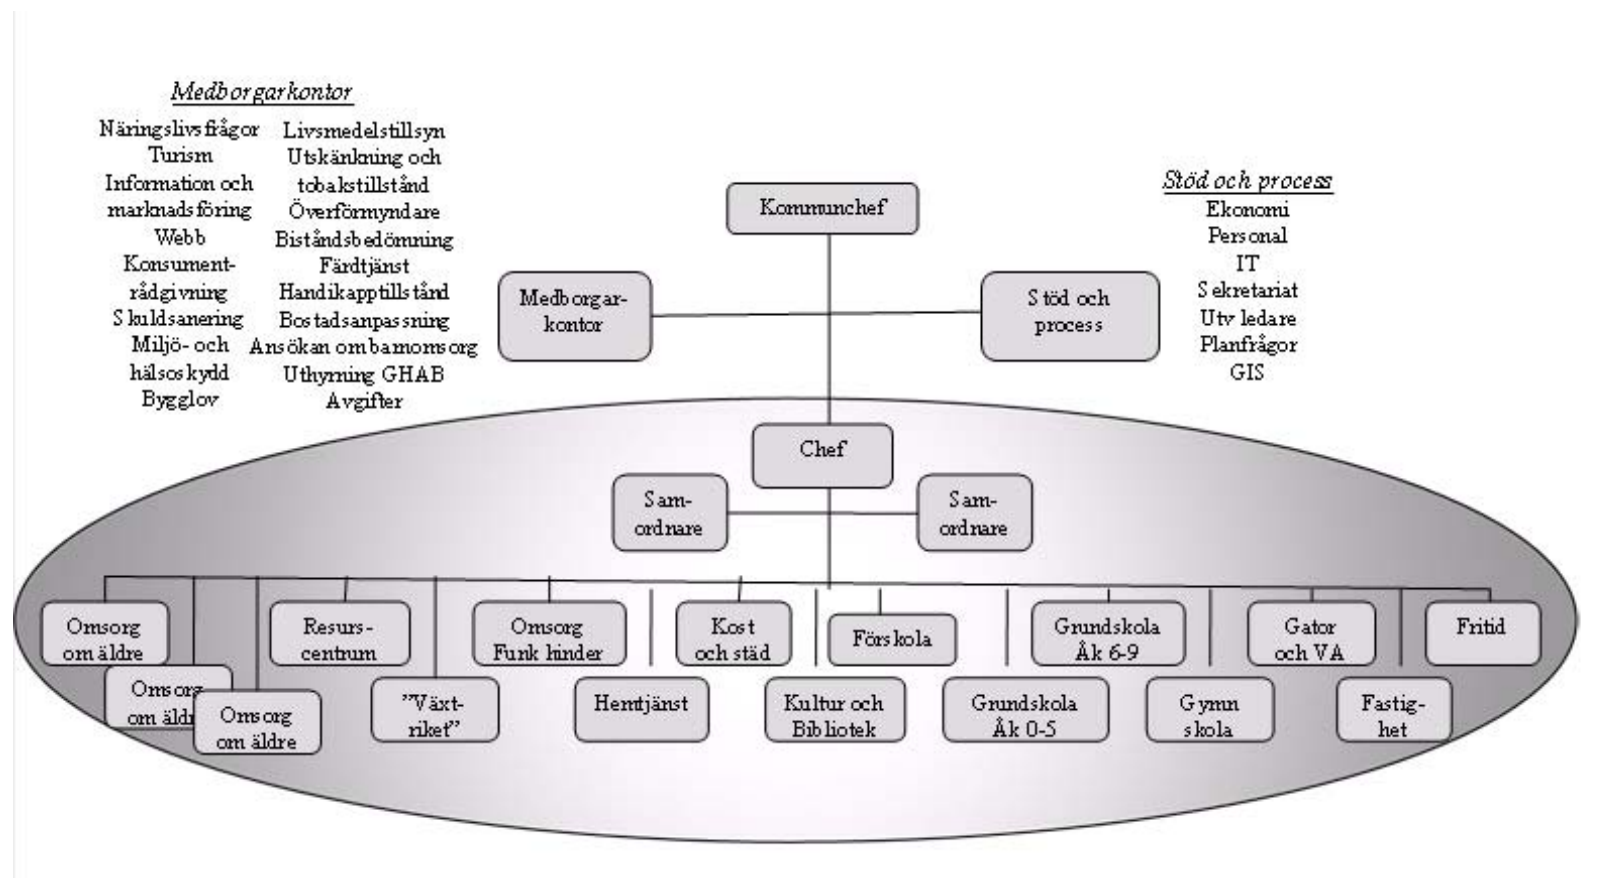 Medborgarkontor
Näringslivsfrågor
Turism
Information och
marknadsföring
Webb
Konsument-
rådgivning
Skuldsanering
Miljö- och
hälsoskydd
Bygglov
Livsmedelstillsyn
Utskänkning och
tobakstillstånd
Överförmyndare
Biståndsbedömning
Färdtjänst
Handikapptillstånd
Bostadsanpassning
Ansökan om barnomsorg
Uthyrning GHAB
Avgifter
Stöd och process
Ekonomi
Personal
IT
Sekretariat
Utv ledare
Planfrågor
GIS
Kommunchef
Medborgar-
kontor
Stöd och
process
Chef
Sam-
ordnare
Sam-
ordnare
Omsorg
om äldre
Omsorg
om äldre
Omsorg
om äldre
Resurs-
centrum
”Växt-
riket”
Omsorg
Funk hinder
Hemtjänst
Kost
och städ
Kultur och
Bibliotek
Förskola
Grundskola
Åk 0-5
Grundskola
Åk 6-9
Gymn
skola
Gator
och VA
Fastig-
het
Fritid